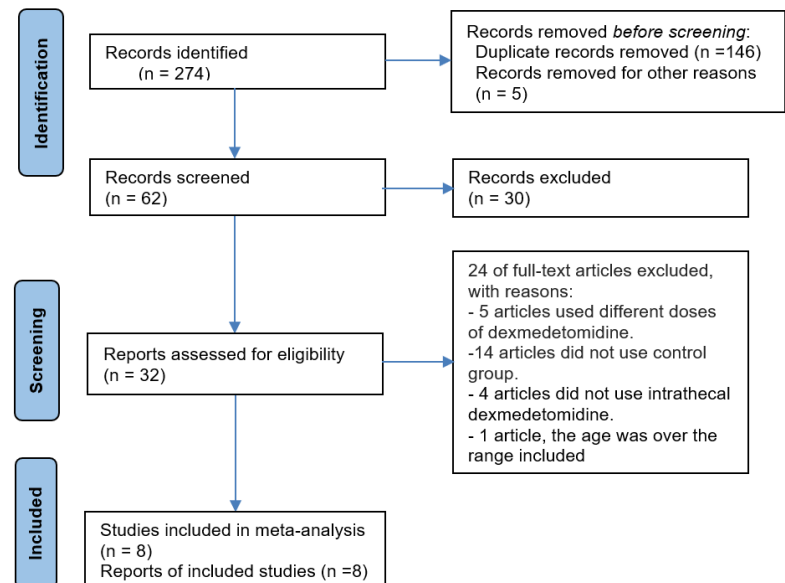 Identification
Records identified
(n = 274)
Records removed before screening:
Duplicate records removed (n =146)
Records removed for other reasons
(n = 5)
Records screened
(n = 62)
Records excluded
(n = 30)
Screening
Reports assessed for eligibility
(n = 32)
24 of full-text articles excluded,
with reasons:
- 5 articles used different doses
of dexmedetomidine.
-14 articles did not use control
group.
- 4 articles did not use intrathecal
dexmedetomidine.
- 1 article, the age was over the
range included
Included
Studies included in meta-analysis
(n = 8)
Reports of included studies (n =8)